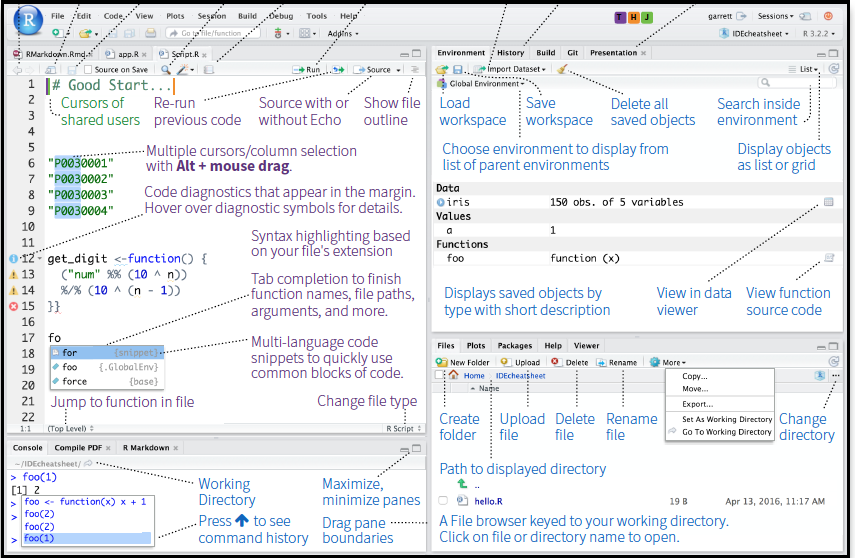 R
File Edit Code View Plots Session Build Debug Tools Help
T H J
garrett Sessions
Go to file/function
Addins
IDEcheatsheet
R 3.2.2
RMarkdown.Rmd
app.R
Script.R
Source on Save
Run
Source
1 # Good Start...
2
3
4
5
6 "P0030001"
7 "P0030002"
8 "P0030003"
9 "P0030004"
10
11
12 get_digit <-function() {
13 ("num" %% (10 ^ n))
14 %/% (10 ^ (n - 1))
15 }}
16
17 fo
18
19
20
21
22
for {snippet}
foo {.GlobalEnv}
force {base}
Cursors of
shared users
Re-run
previous code
Source with or
without Echo
Show file
outline
Multiple cursors/column selection
with Alt + mouse drag.
Code diagnostics that appear in the margin.
Hover over diagnostic symbols for details.
Syntax highlighting based
on your file's extension
Tab completion to finish
function names, file paths,
arguments, and more.
Multi-language code
snippets to quickly use
common blocks of code.
Jump to function in file
Change file type
1:1 (Top Level) R Script
Console Compile PDF R Markdown
~/IDEcheatsheet/
> foo(1)
[1] 2
> foo <- function(x) x + 1
> foo(2)
foo(2)
> foo(1)
Working
Directory
Press ↑ to see
command history
Maximize,
minimize panes
Drag pane
boundaries
Environment History Build Git Presentation
Import Dataset
List
Global Environment
Load
workspace
Save
workspace
Delete all
saved objects
Search inside
environment
Choose environment to display from
list of parent environments
Display objects
as list or grid
Data
iris 150 obs. of 5 variables
Values
a 1
Functions
foo function (x)
Displays saved objects by
type with short description
View in data
viewer
View function
source code
Files Plots Packages Help Viewer
New Folder Upload Delete Rename More
Home IDEcheatsheet
Name
Copy...
Move...
Export...
Set As Working Directory
Go To Working Directory
Create
folder
Upload
file
Delete
file
Rename
file
Change
directory
Path to displayed directory
..
hello.R 19 B Apr 13, 2016, 11:17 AM
A File browser keyed to your working directory.
Click on file or directory name to open.